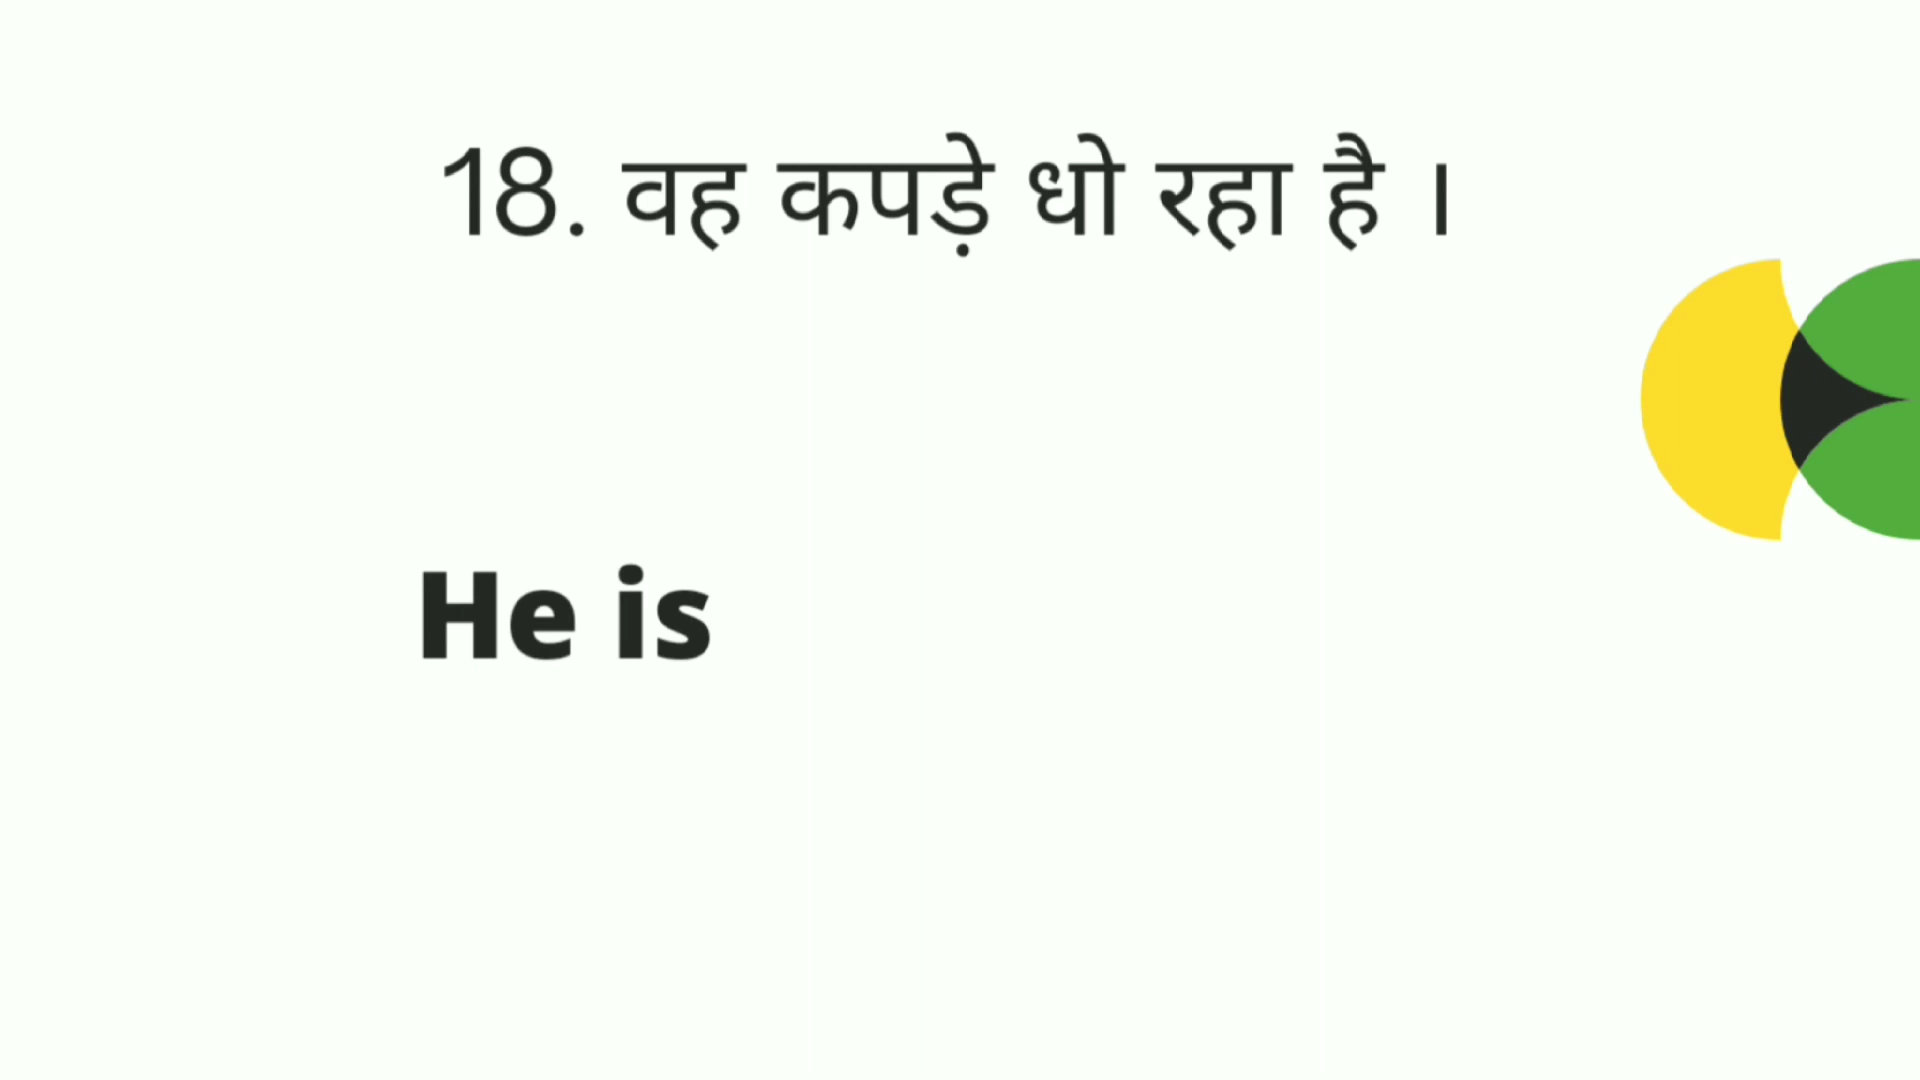 18. वह कपड़े धो रहा है ।
He is